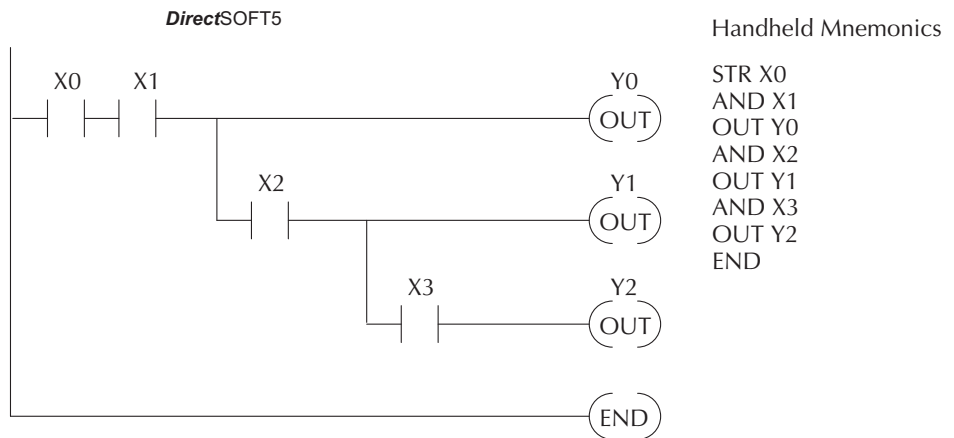 DirectSOFT5
Handheld Mnemonics
X0 X1 Y0
OUT
X2 Y1
OUT
X3 Y2
OUT
END
STR X0
AND X1
OUT Y0
AND X2
OUT Y1
AND X3
OUT Y2
END